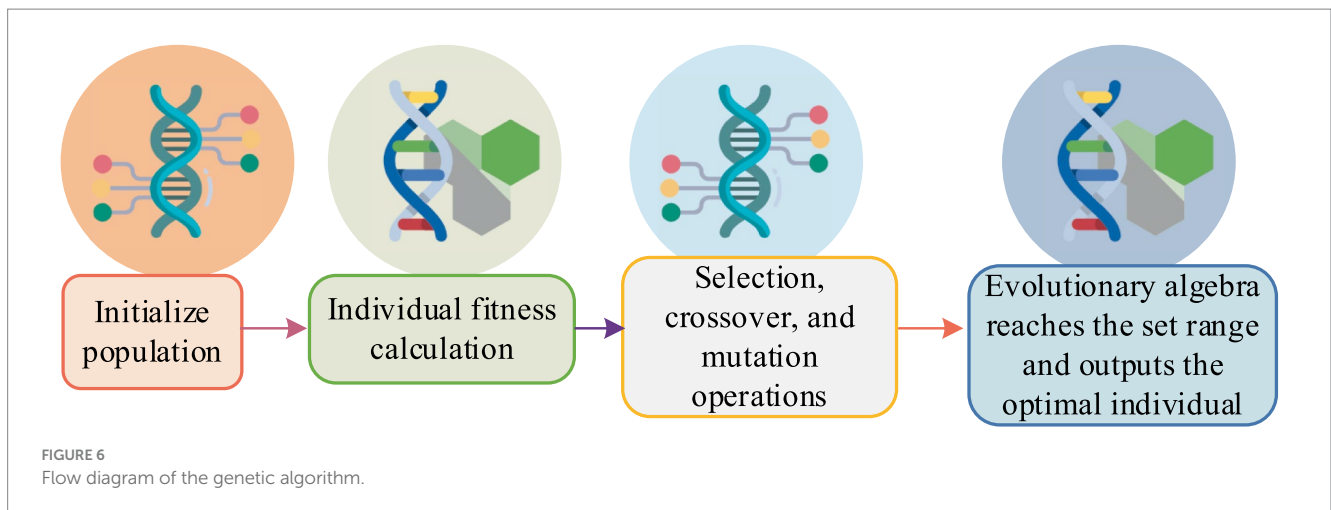 Initialize
population
Individual fitness
calculation
Selection,
crossover, and
mutation
operations
Evolutionary algebra
reaches the set range
and outputs the
optimal individual
FIGURE 6
Flow diagram of the genetic algorithm.